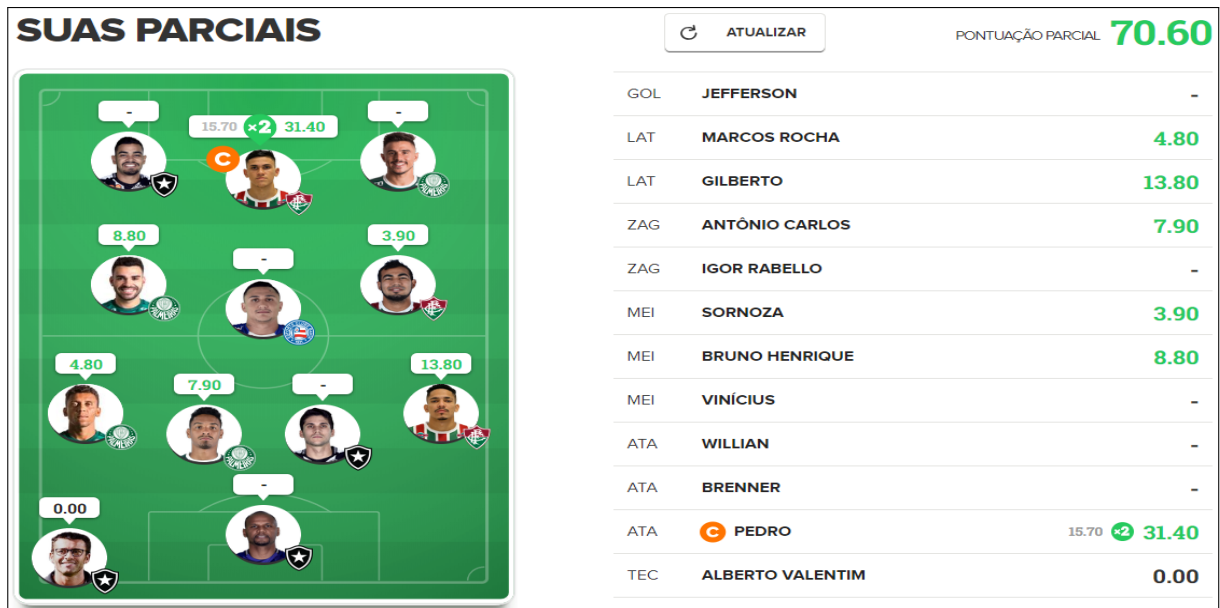 SUAS PARCIAIS
ATUALIZAR
PONTUAÇÃO PARCIAL 70.60
-
15.70 ×2 31.40
-
C
8.80
-
3.90
4.80
7.90
-
13.80
-
0.00
GOL JEFFERSON -
LAT MARCOS ROCHA 4.80
LAT GILBERTO 13.80
ZAG ANTÔNIO CARLOS 7.90
ZAG IGOR RABELLO -
MEI SORNOZA 3.90
MEI BRUNO HENRIQUE 8.80
MEI VINÍCIUS -
ATA WILLIAN -
ATA BRENNER -
ATA C PEDRO 15.70 ×2 31.40
TEC ALBERTO VALENTIM 0.00